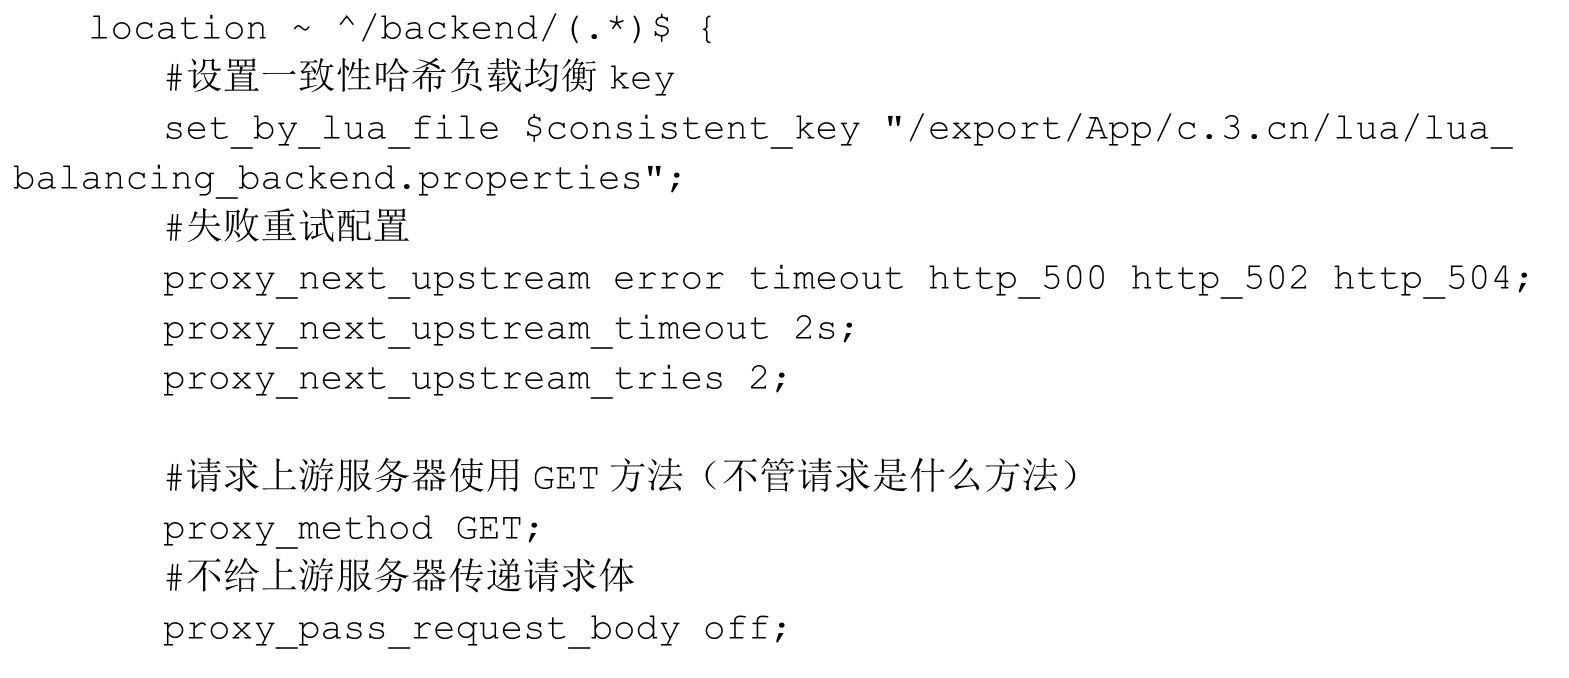 location ~ ^/backend/(.*)$ {
#设置一致性哈希负载均衡 key
set_by_lua_file $consistent_key "/export/App/c.3.cn/lua/lua_
balancing_backend.properties";
#失败重试配置
proxy_next_upstream error timeout http_500 http_502 http_504;
proxy_next_upstream_timeout 2s;
proxy_next_upstream_tries 2;
#请求上游服务器使用 GET 方法（不管请求是什么方法）
proxy_method GET;
#不给上游服务器传递请求体
proxy_pass_request_body off;